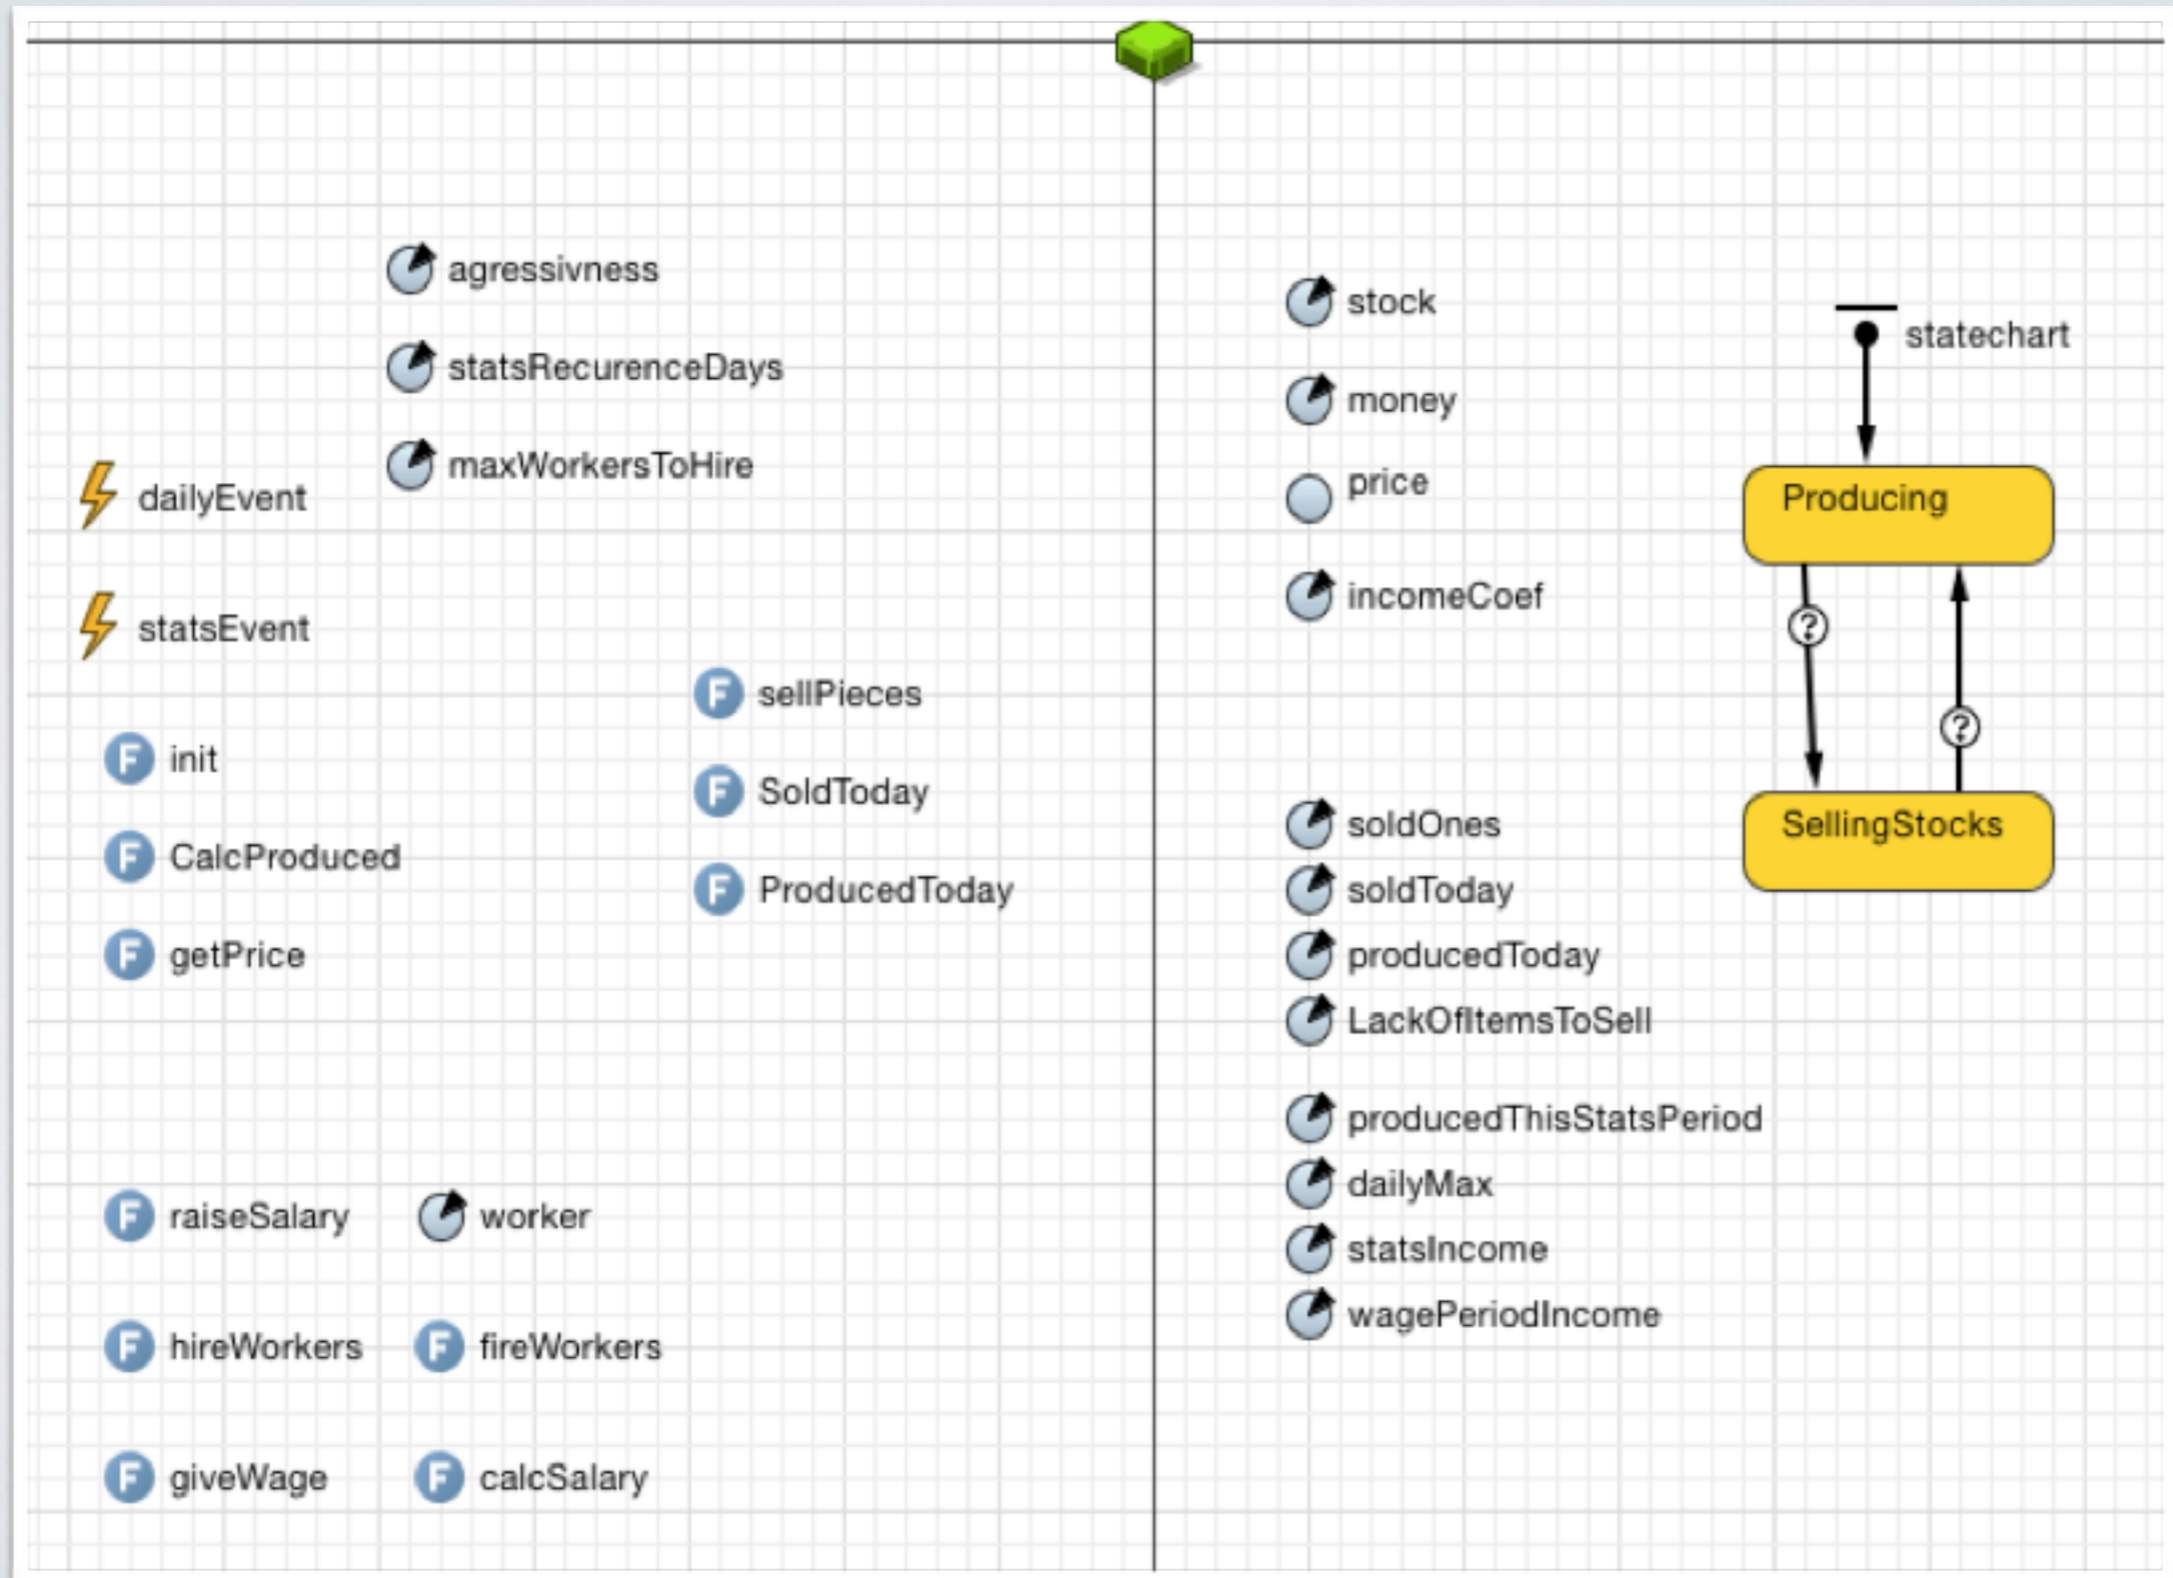 agressivness
statsRecurenceDays
maxWorkersToHire
dailyEvent
statsEvent
F sellPieces
F init
F SoldToday
F CalcProduced
F ProducedToday
F getPrice
F raiseSalary
worker
F hireWorkers
F fireWorkers
F giveWage
F calcSalary
stock
money
price
incomeCoef
soldOnes
soldToday
producedToday
LackOfItemsToSell
producedThisStatsPeriod
dailyMax
statsIncome
wagePeriodIncome
statechart
Producing
?
?
SellingStocks